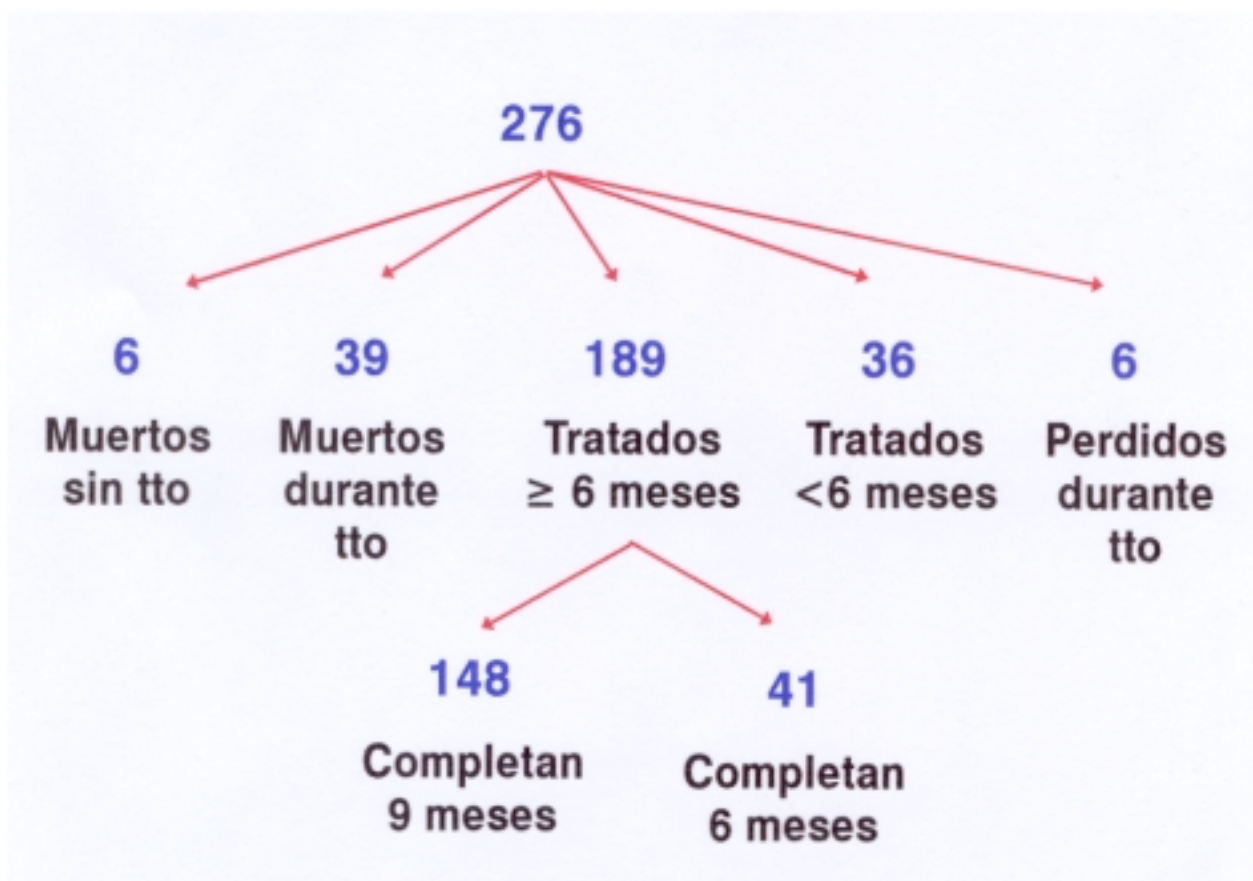 276
6
39
189
36
6
Muertos
sin tto
Muertos
durante
tto
Tratados
≥ 6 meses
Tratados
<6 meses
Perdidos
durante
tto
148
41
Completan
9 meses
Completan
6 meses